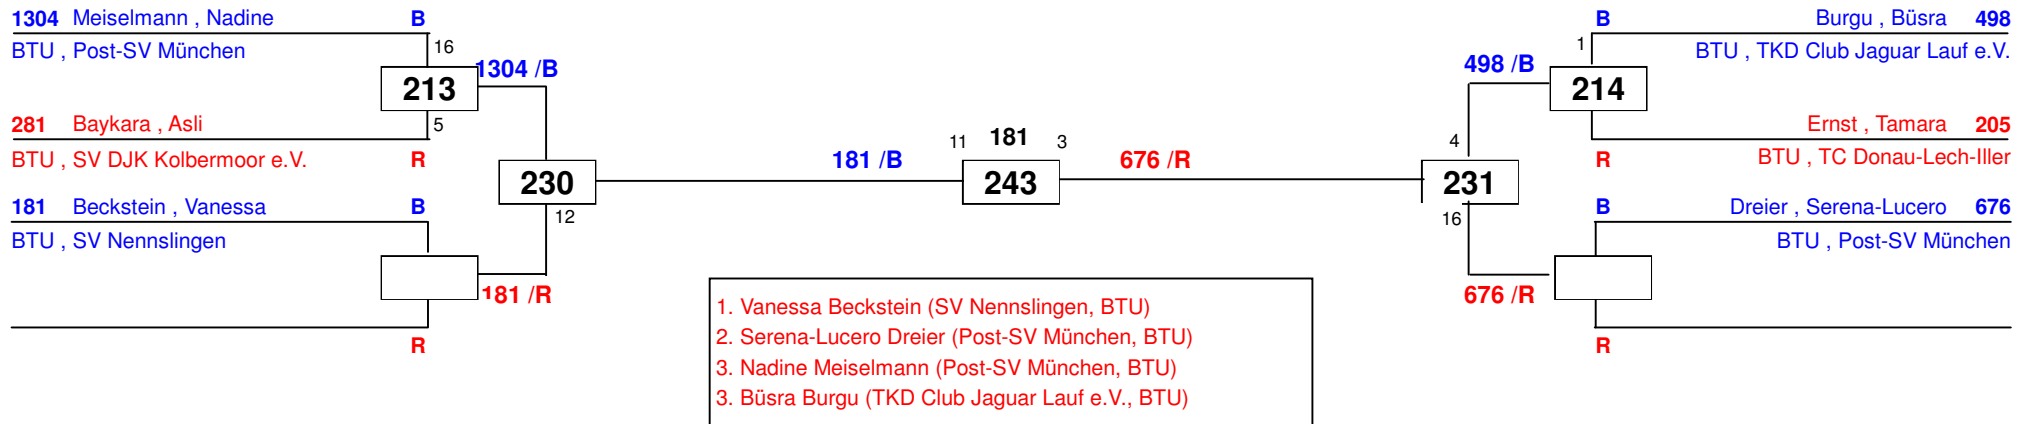 1304 Meiselmann , Nadine B
BTU , Post-SV München
16
213
1304 /B
281 Baykara , Asli
5
BTU , SV DJK Kolbermoor e.V. R
230
12
181 Beckstein , Vanessa B
BTU , SV Nennslingen
181 /R
R
181 /B
11 181 3
243
676 /R
B Burgu , Büsra 498
1
BTU , TKD Club Jaguar Lauf e.V.
498 /B
214
Ernst , Tamara 205
R BTU , TC Donau-Lech-Iller
4
231
16
B Dreier , Serena-Lucero 676
BTU , Post-SV München
676 /R
R
1. Vanessa Beckstein (SV Nennslingen, BTU)
2. Serena-Lucero Dreier (Post-SV München, BTU)
3. Nadine Meiselmann (Post-SV München, BTU)
3. Büsra Burgu (TKD Club Jaguar Lauf e.V., BTU)